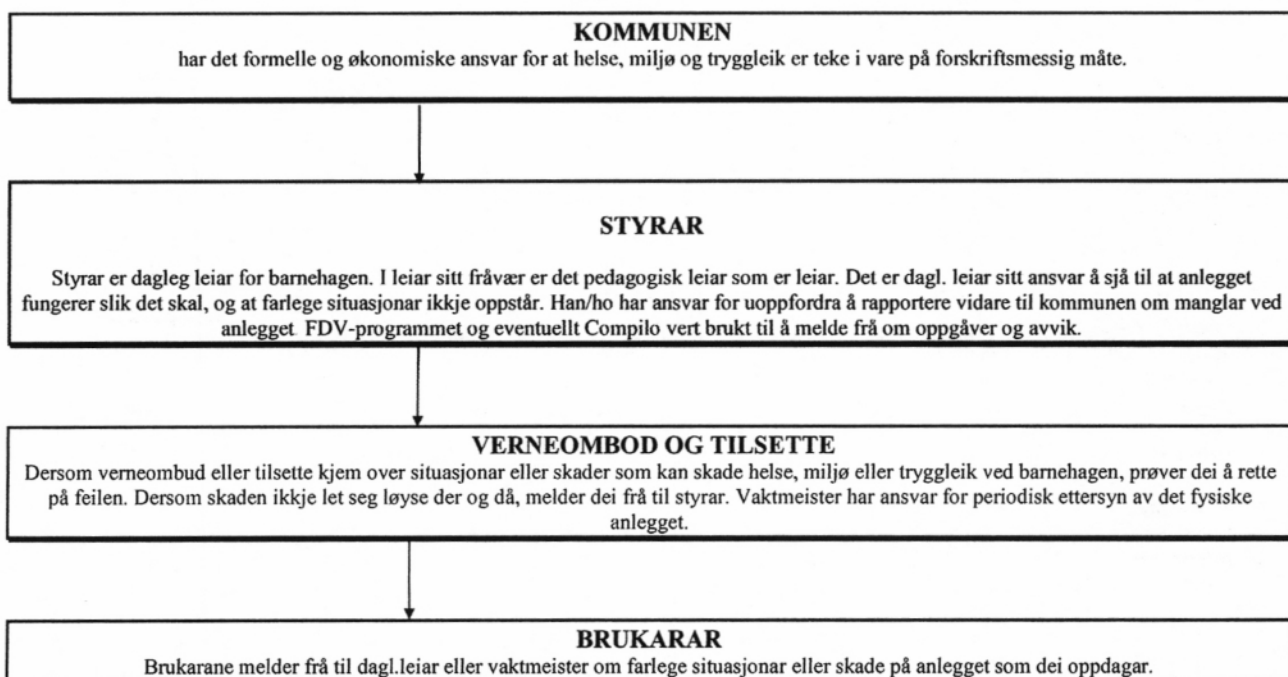 KOMMUNEN
har det formelle og økonomiske ansvar for at helse, miljø og tryggleik er teke i vare på forskriftsmessig måte.
STYRAR
Styrar er dagleg leiar for barnehagen. I leiar sitt fråvær er det pedagogisk leiar som er leiar. Det er dagl. leiar sitt ansvar å sjå til at anlegget
fungerer slik det skal, og at farlege situasjonar ikkje oppstår. Han/ho har ansvar for uoppfordra å rapportere vidare til kommunen om manglar ved
anlegget. FDV-programmet og eventuellt Compilo vert brukt til å melde frå om oppgåver og avvik.
VERNEOMBOD OG TILSETTE
Dersom verneombud eller tilsette kjem over situasjonar eller skader som kan skade helse, miljø eller tryggleik ved barnehagen, prøver dei å rette
på feilen. Dersom skaden ikkje let seg løyse der og då, melder dei frå til styrar. Vaktmeister har ansvar for periodisk ettersyn av det fysiske
anlegget.
BRUKARAR
Brukarane melder frå til dagl.leiar eller vaktmeister om farlege situasjonar eller skade på anlegget som dei oppdagar.